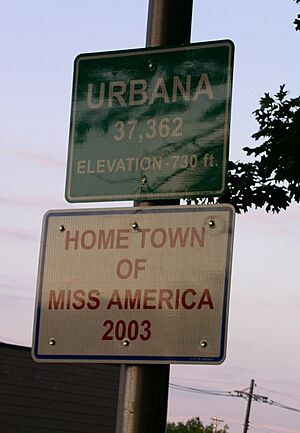 URBANA
37,362
ELEVATION-730 ft.
HOME TOWN
OF
MISS AMERICA
2003